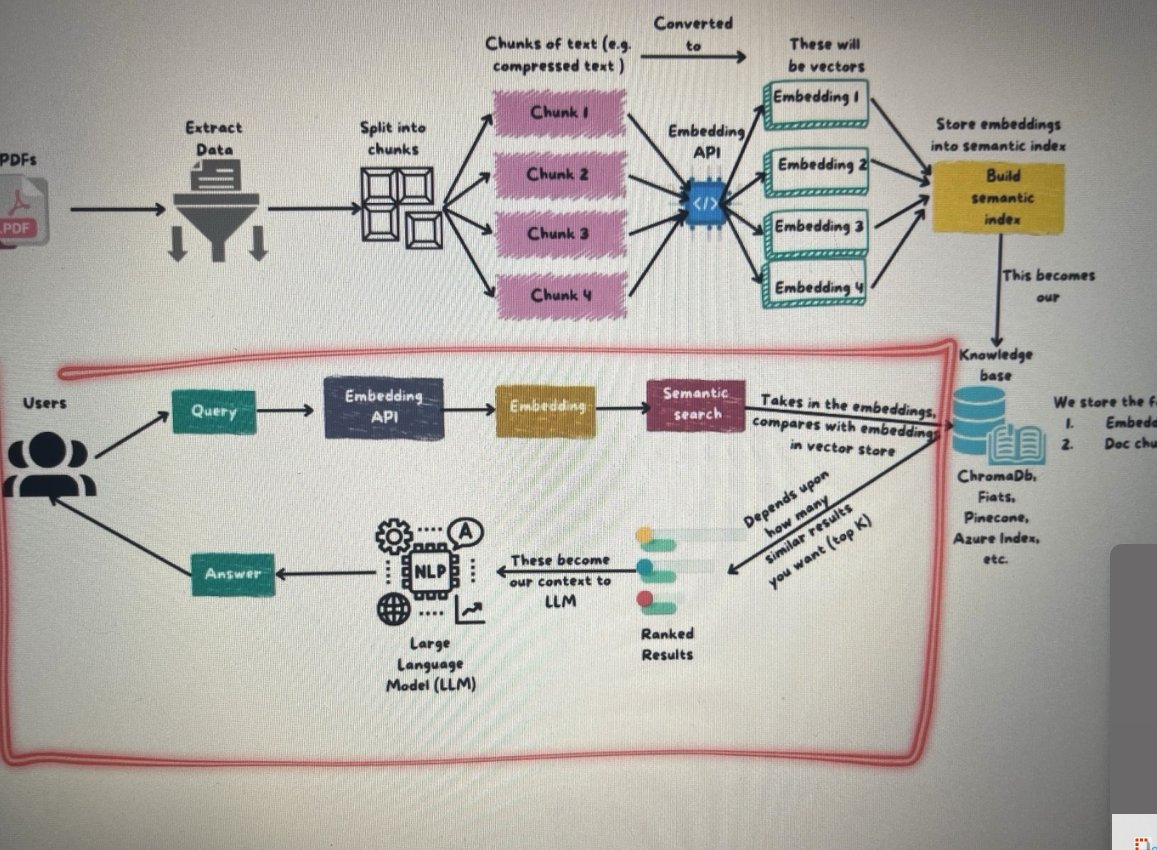 Converted
to
Chunks of text (e.g.
compressed text )
These will
be vectors
Extract
Data
Split into
chunks
Embedding
API
Store embeddings
into semantic index
PDFs
PDF
Chunk 1
Chunk 2
Chunk 3
Chunk 4
</>
Embedding 1
Embedding 2
Embedding 3
Embedding 4
Build
semantic
index
This becomes
our
Knowledge
base
Users
Query
Embedding
API
Embedding
Semantic
search
Takes in the embeddings,
compares with embeddings
in vector store
We store the
1. 
2. Doc
ChromaDb,
Fiats,
Pinecone,
Azure Index,
etc.
Depends upon
how many
similar results
you want (top K)
Ranked
Results
These become
our context to
LLM
A
NLP
Large
Language
Model (LLM)
Answer